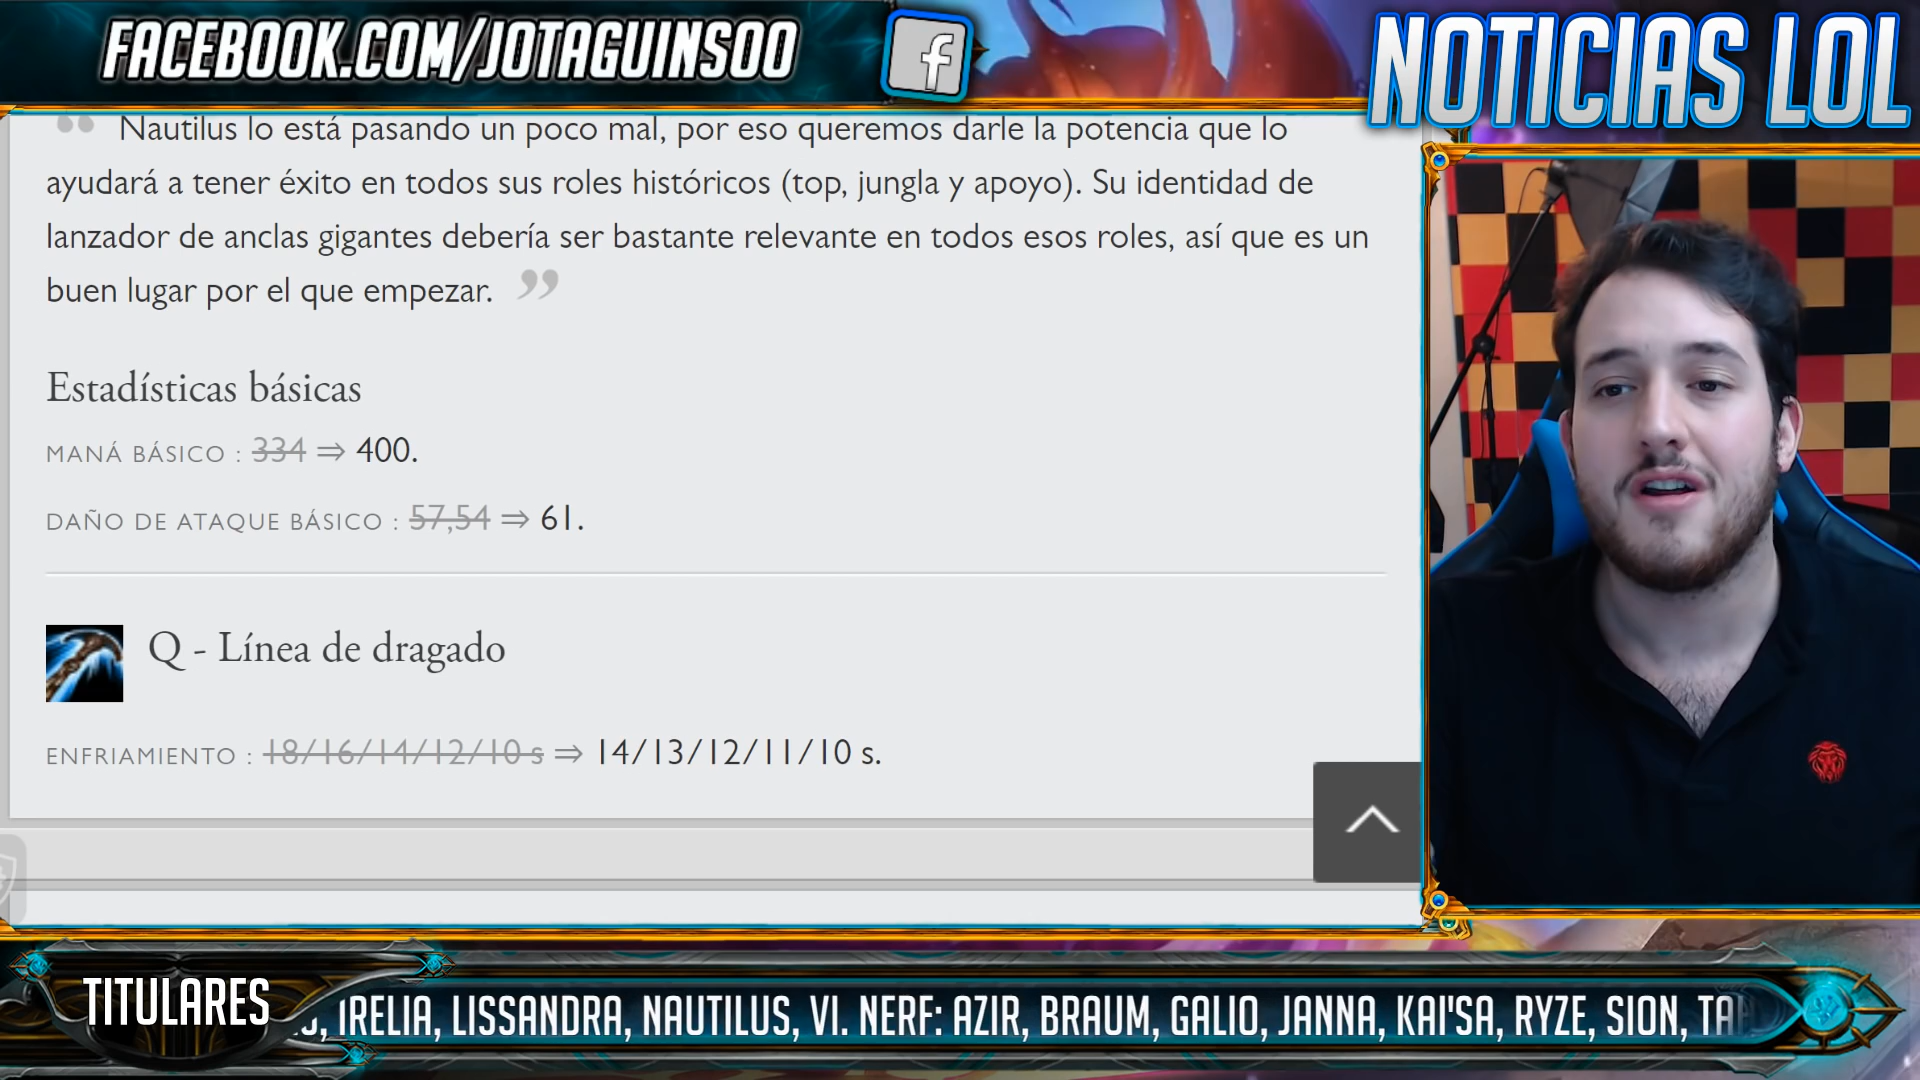 FACEBOOK.COM/JOTAGUINSOO
NOTICIAS LOL
“ Nautilus lo está pasando un poco mal, por eso queremos darle la potencia que lo
ayudará a tener éxito en todos sus roles históricos (top, jungla y apoyo). Su identidad de
lanzador de anclas gigantes debería ser bastante relevante en todos esos roles, así que es un
buen lugar por el que empezar. ”
Estadísticas básicas
MANÁ BÁSICO : 334 ⇒ 400.
DAÑO DE ATAQUE BÁSICO : 57,54 ⇒ 61.
Q - Línea de dragado
ENFRIAMIENTO : 18/16/14/12/10 s ⇒ 14/13/12/11/10 s.
TITULARES
, IRELIA, LISSANDRA, NAUTILUS, VI. NERF: AZIR, BRAUM, GALIO, JANNA, KAI'SA, RYZE, SION,